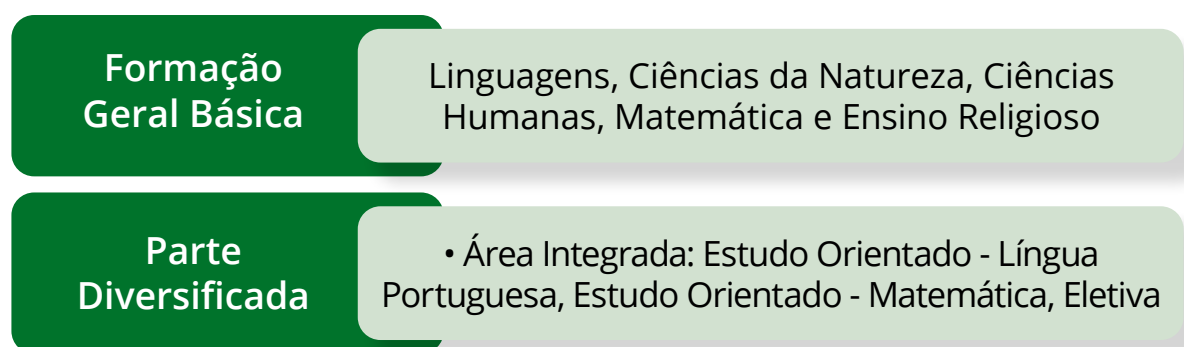 Formação
Geral Básica
Linguagens, Ciências da Natureza, Ciências
Humanas, Matemática e Ensino Religioso
Parte
Diversificada
• Área Integrada: Estudo Orientado - Língua
Portuguesa, Estudo Orientado - Matemática, Eletiva